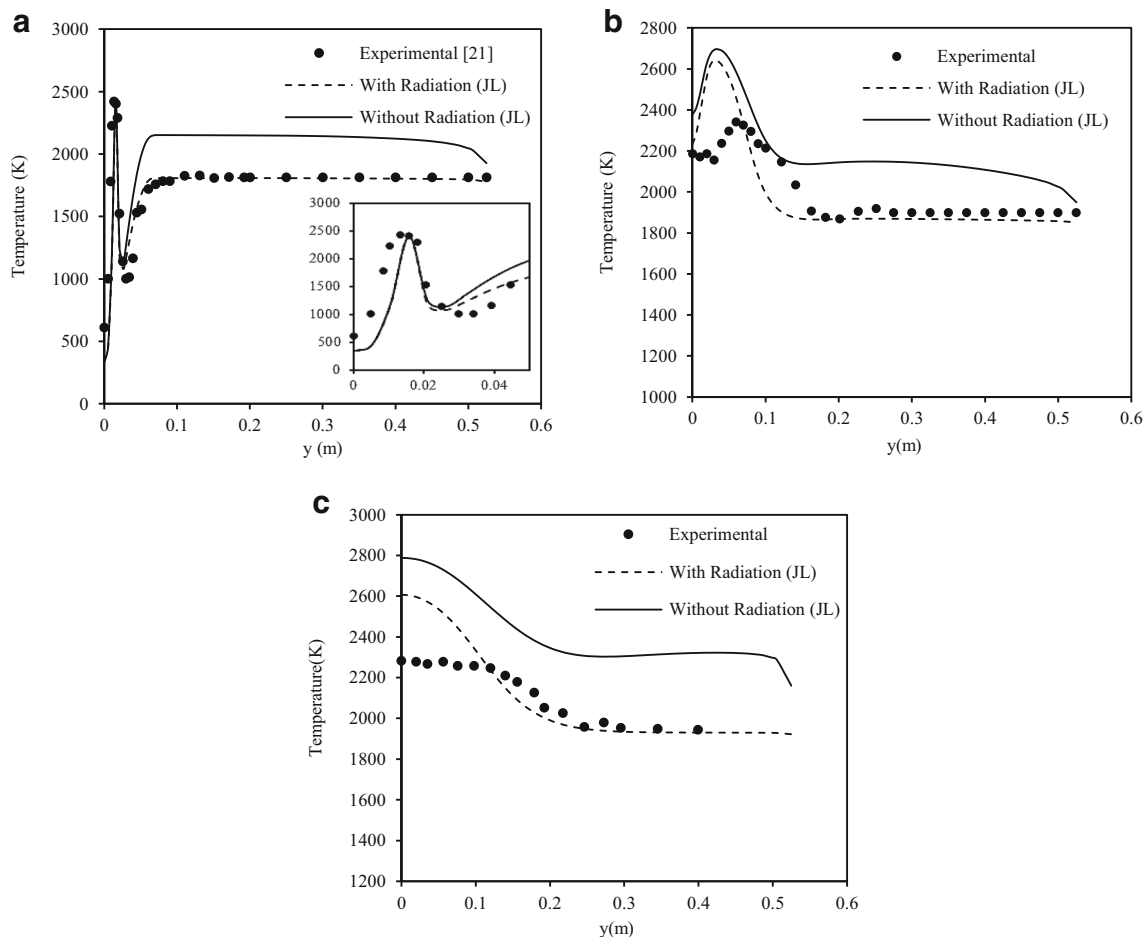 a
3000
2500
2000
1500
1000
500
0
Temperature (K)
Experimental [21]
With Radiation (JL)
Without Radiation (JL)
3000
2500
2000
1500
1000
500
0
0 0.02 0.04
0 0.1 0.2 0.3 0.4 0.5 0.6
y (m)
b
2800
2600
2400
2200
2000
1800
1600
1400
1200
1000
Temperature (K)
Experimental
With Radiation (JL)
Without Radiation (JL)
0 0.1 0.2 0.3 0.4 0.5 0.6
y(m)
c
3000
2800
2600
2400
2200
2000
1800
1600
1400
1200
Temperature(K)
Experimental
With Radiation (JL)
Without Radiation (JL)
0 0.1 0.2 0.3 0.4 0.5 0.6
y(m)